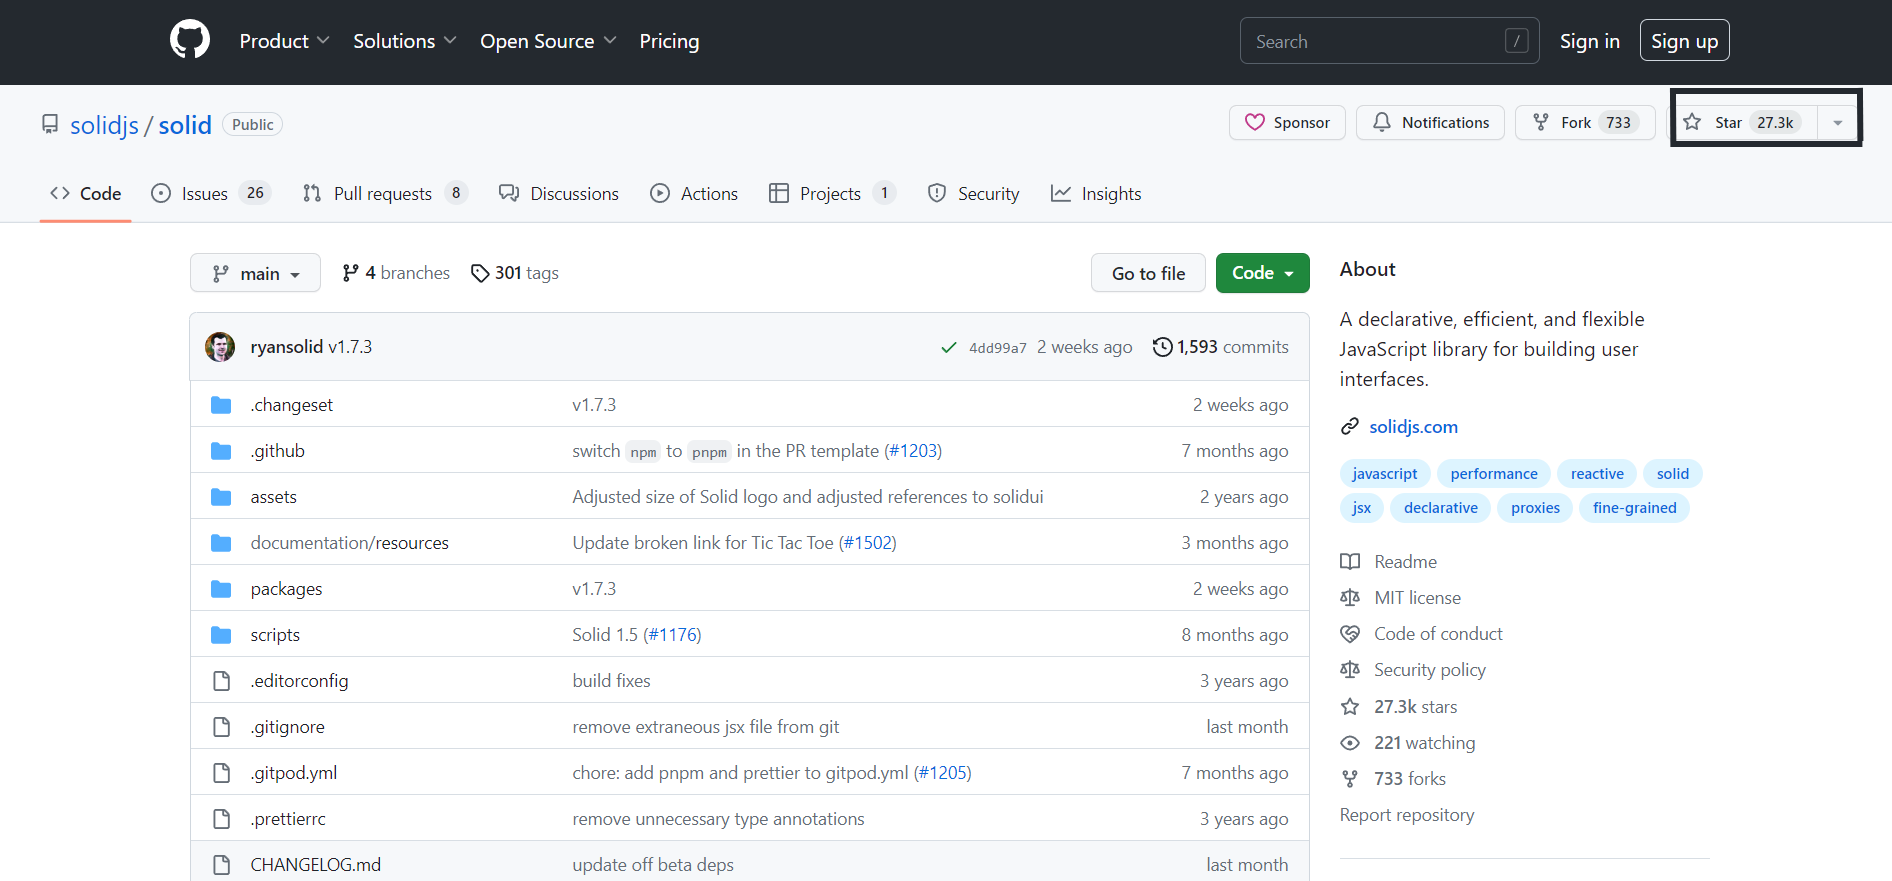 Product Solutions Open Source Pricing Search / Sign in Sign up
solidjs / solid Public Sponsor Notifications Fork 733 Star 27.3k
Code Issues 26 Pull requests 8 Discussions Actions Projects 1 Security Insights
main 4 branches 301 tags Go to file Code
ryansolid v1.7.3 4dd99a7 2 weeks ago 1,593 commits
.changeset v1.7.3 2 weeks ago
.github switch npm to pnpm in the PR template (#1203) 7 months ago
assets Adjusted size of Solid logo and adjusted references to solidui 2 years ago
documentation/resources Update broken link for Tic Tac Toe (#1502) 3 months ago
packages v1.7.3 2 weeks ago
scripts Solid 1.5 (#1176) 8 months ago
.editorconfig build fixes 3 years ago
.gitignore remove extraneous jsx file from git last month
.gitpod.yml chore: add pnpm and prettier to gitpod.yml (#1205) 7 months ago
.prettierrc remove unnecessary type annotations 3 years ago
CHANGELOG.md update off beta deps last month
About
A declarative, efficient, and flexible
JavaScript library for building user
interfaces.
solidjs.com
javascript performance reactive solid
jsx declarative proxies fine-grained
Readme
MIT license
Code of conduct
Security policy
27.3k stars
221 watching
733 forks
Report repository